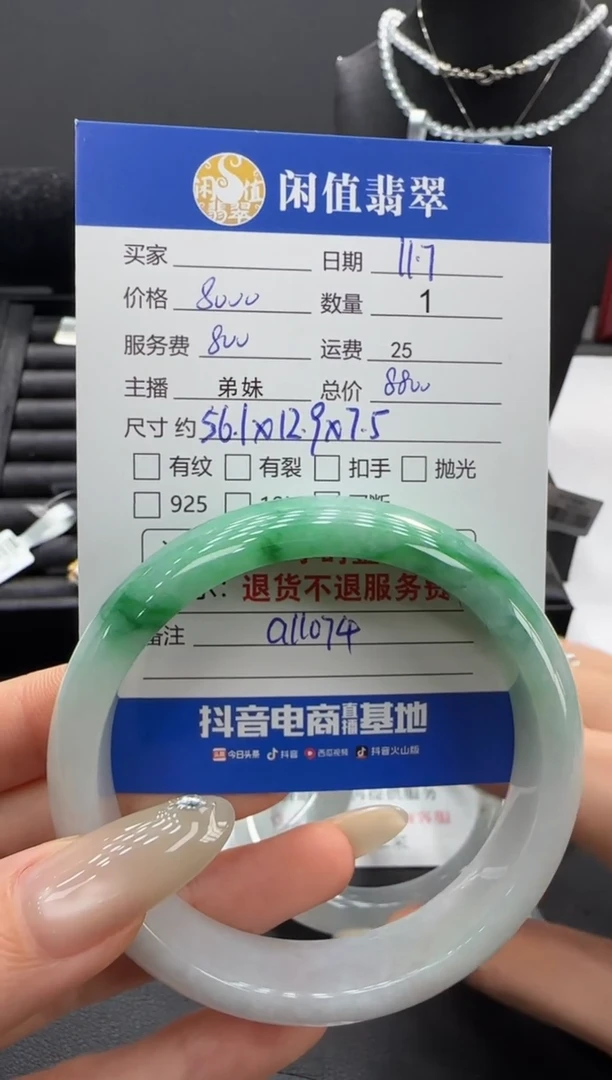 闲值翡翠
闲值翡翠
买家 日期 11.7
价格 8000 数量 1
服务费 800 运费 25
主播 弟妹 总价 8800
尺寸 约 56.1x12.9x7.5
有纹 有裂 扣手 抛光
925
退货不退服务费
备注 a11074
抖音电商直播基地
今日头条 抖音 西瓜视频 抖音火山版